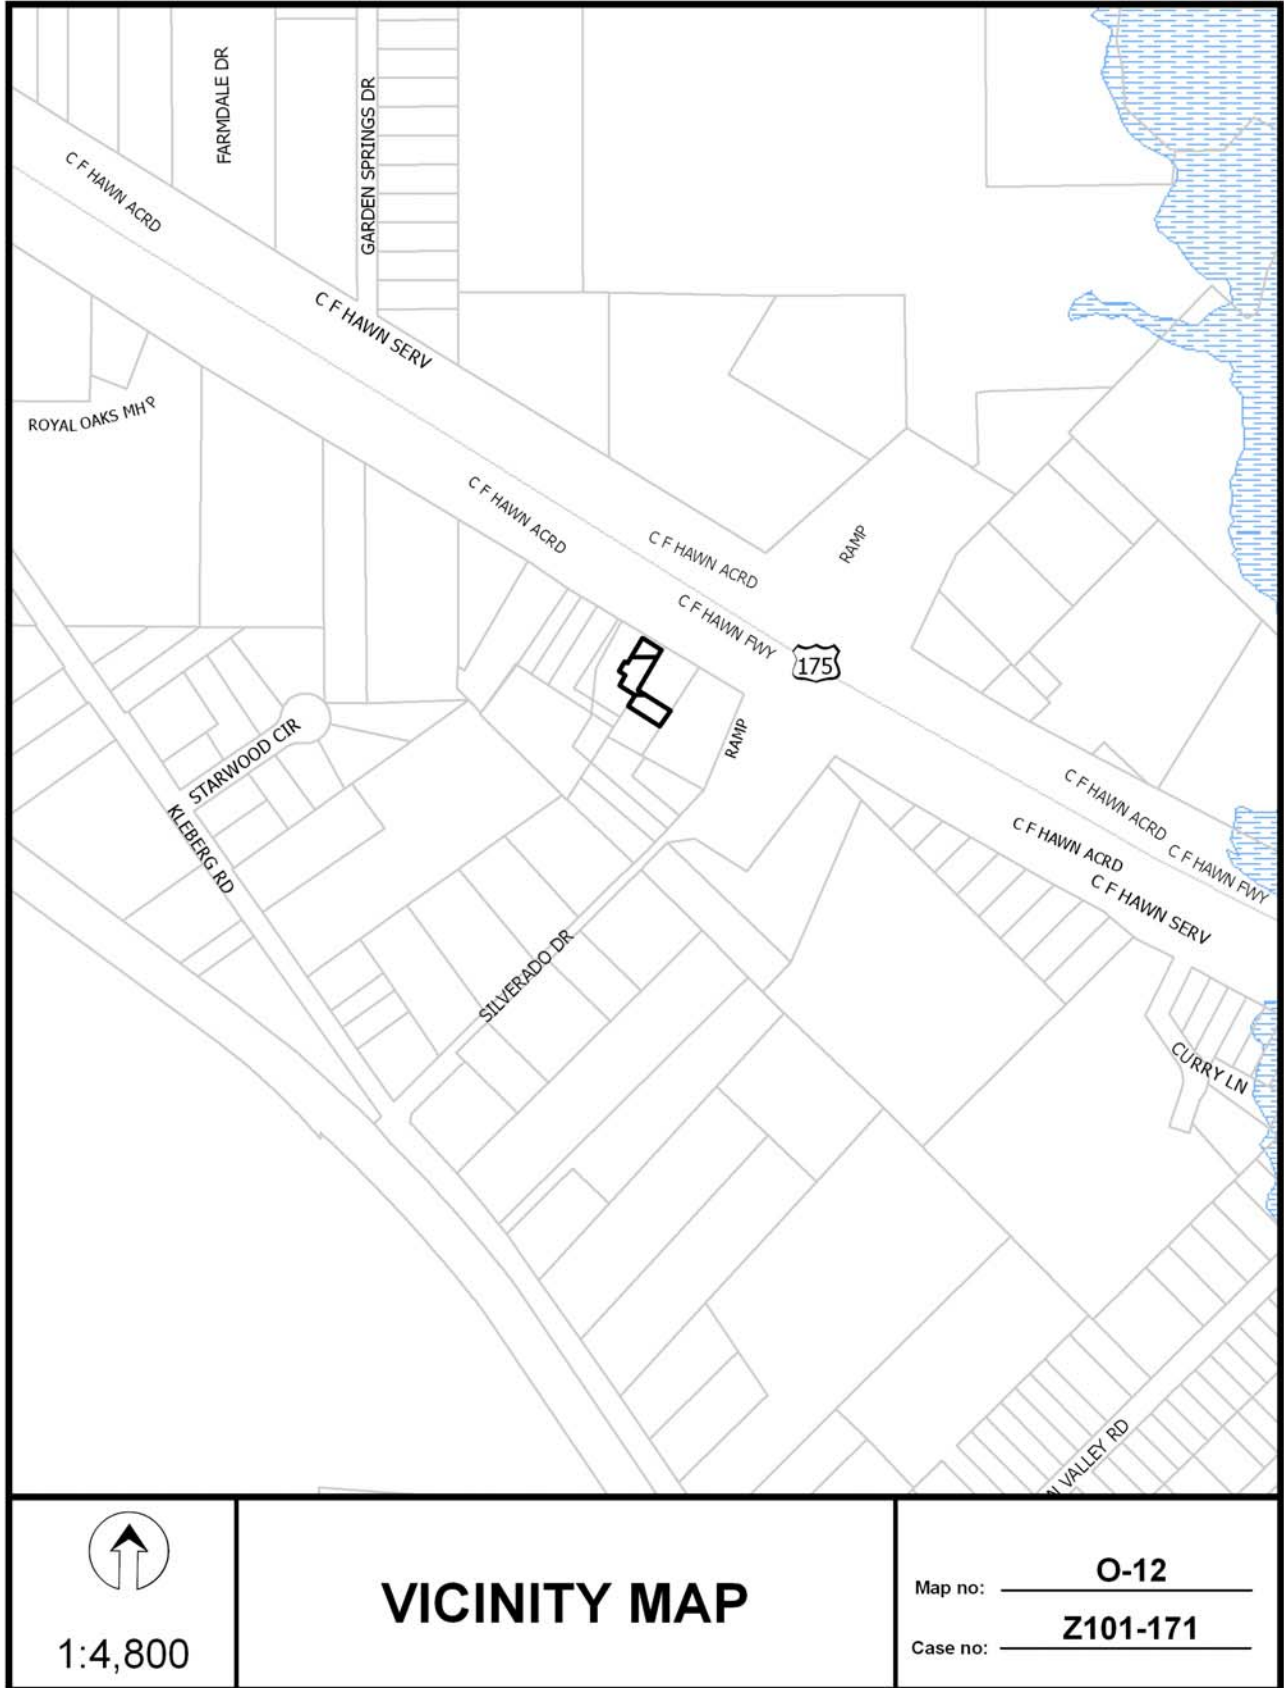 FARMDALE DR
GARDEN SPRINGS DR
C F HAWN ACRD
C F HAWN SERV
ROYAL OAKS MHP
C F HAWN ACRD
C F HAWN ACRD
RAMP
C F HAWN FWY
175
RAMP
STARWOOD CIR
KLEBERG RD
C F HAWN ACRD
C F HAWN ACRD
C F HAWN FWY
C F HAWN SERV
SILVERADO DR
CURRY LN
VALLEY RD
1:4,800
VICINITY MAP
Map no: O-12
Case no: Z101-171